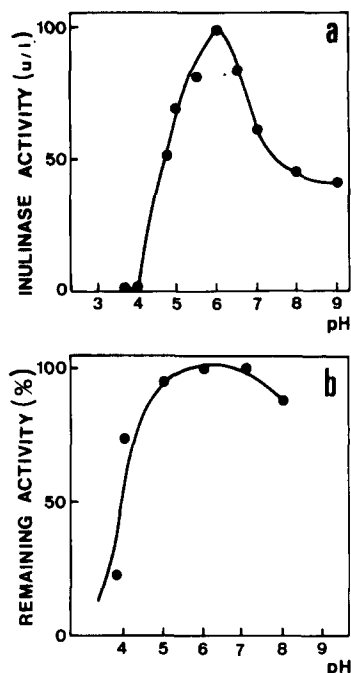 a
INULINASE ACTIVITY (u/l)
100
50
0
3 4 5 6 7 8 9
pH
b
REMAINING ACTIVITY (%)
100
50
0
4 5 6 7 8 9
pH